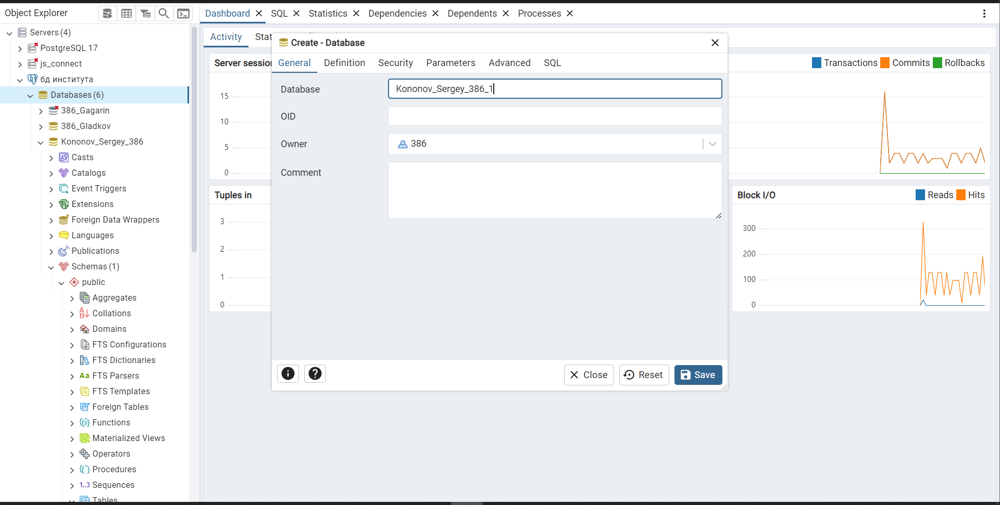 Object Explorer
Servers (4)
PostgreSQL 17
js_connect
бд института
Databases (6)
386_Gagarin
386_Gladkov
Kononov_Sergey_386
Casts
Catalogs
Event Triggers
Extensions
Foreign Data Wrappers
Languages
Publications
Schemas (1)
public
Aggregates
Collations
Domains
FTS Configurations
FTS Dictionaries
Aa FTS Parsers
FTS Templates
Foreign Tables
Functions
Materialized Views
Operators
Procedures
1..3 Sequences
Tables
Dashboard SQL Statistics Dependencies Dependents Processes
Activity Stat
Server session
15
10
5
0
Transactions Commits Rollbacks
Tuples in
3
2
1
0
Block I/O Reads Hits
300
200
100
0
Create - Database
General Definition Security Parameters Advanced SQL
Database Kononov_Sergey_386_1
OID
Owner 386
Comment
Close Reset Save